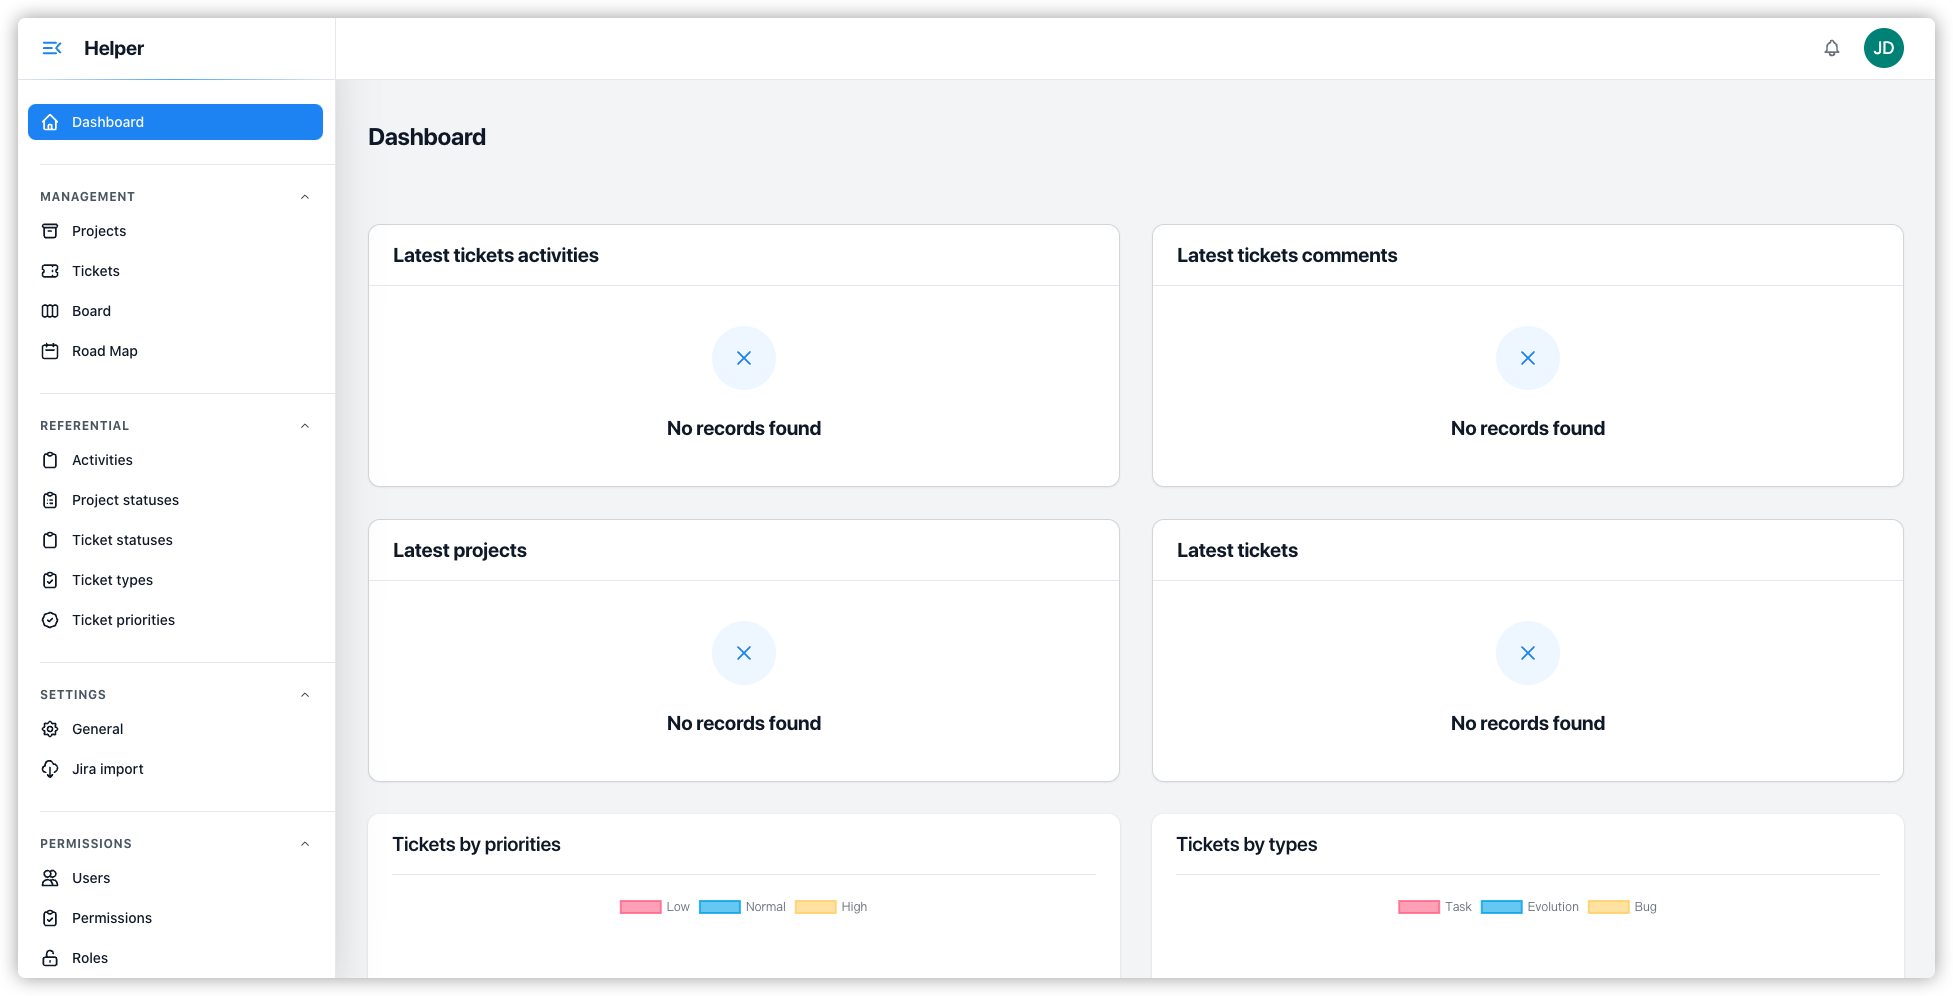 Helper
JD
Dashboard
MANAGEMENT
Projects
Tickets
Board
Road Map
REFERENTIAL
Activities
Project statuses
Ticket statuses
Ticket types
Ticket priorities
SETTINGS
General
Jira import
PERMISSIONS
Users
Permissions
Roles
Dashboard
Latest tickets activities
No records found
Latest tickets comments
No records found
Latest projects
No records found
Latest tickets
No records found
Tickets by priorities
Low Normal High
Tickets by types
Task Evolution Bug